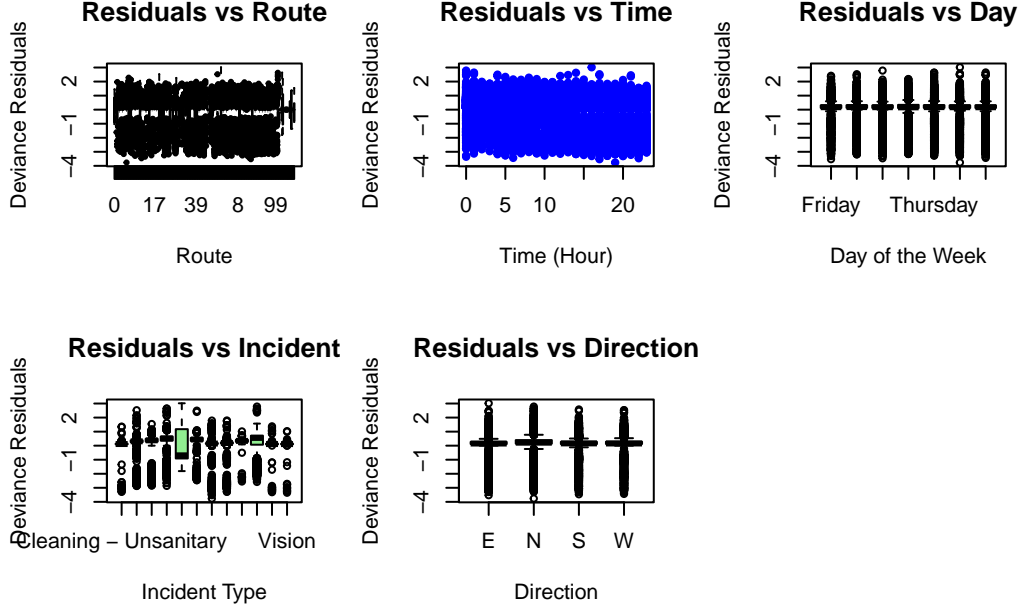 Residuals vs Route
Deviance Residuals
2
−1
−4
0 17 39 8 99
Route
Residuals vs Time
Deviance Residuals
2
−1
−4
0 5 10 20
Time (Hour)
Residuals vs Day
Deviance Residuals
2
−1
−4
Friday Thursday
Day of the Week
Residuals vs Incident
Deviance Residuals
2
−1
−4
Cleaning − Unsanitary Vision
Incident Type
Residuals vs Direction
Deviance Residuals
2
−1
−4
E N S W
Direction